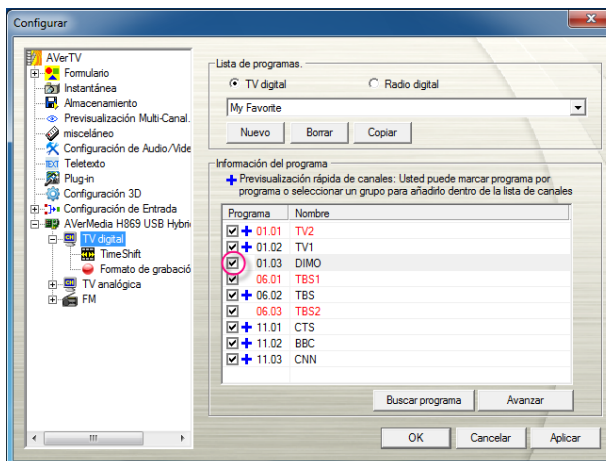 Configurar
AVerTV
Formulario
Instantánea
Almacenamiento
Previsualización Multi-Canal.
misceláneo
Configuración de Audio/Vide
TEXT Teletexto
Plug-in
Configuración 3D
Configuración de Entrada
AVerMedia H869 USB Hybri
TV digital
TimeShift
Formato de grabació
TV analógica
FM
Lista de programas.
TV digital Radio digital
My Favorite
Nuevo Borrar Copiar
Información del programa
Previsualización rápida de canales: Usted puede marcar programa por
programa o seleccionar un grupo para añadirlo dentro de la lista de canales
Programa Nombre
01.01 TV2
01.02 TV1
01.03 DIMO
06.01 TBS1
06.02 TBS
06.03 TBS2
11.01 CTS
11.02 BBC
11.03 CNN
Buscar programa Avanzar
OK Cancelar Aplicar